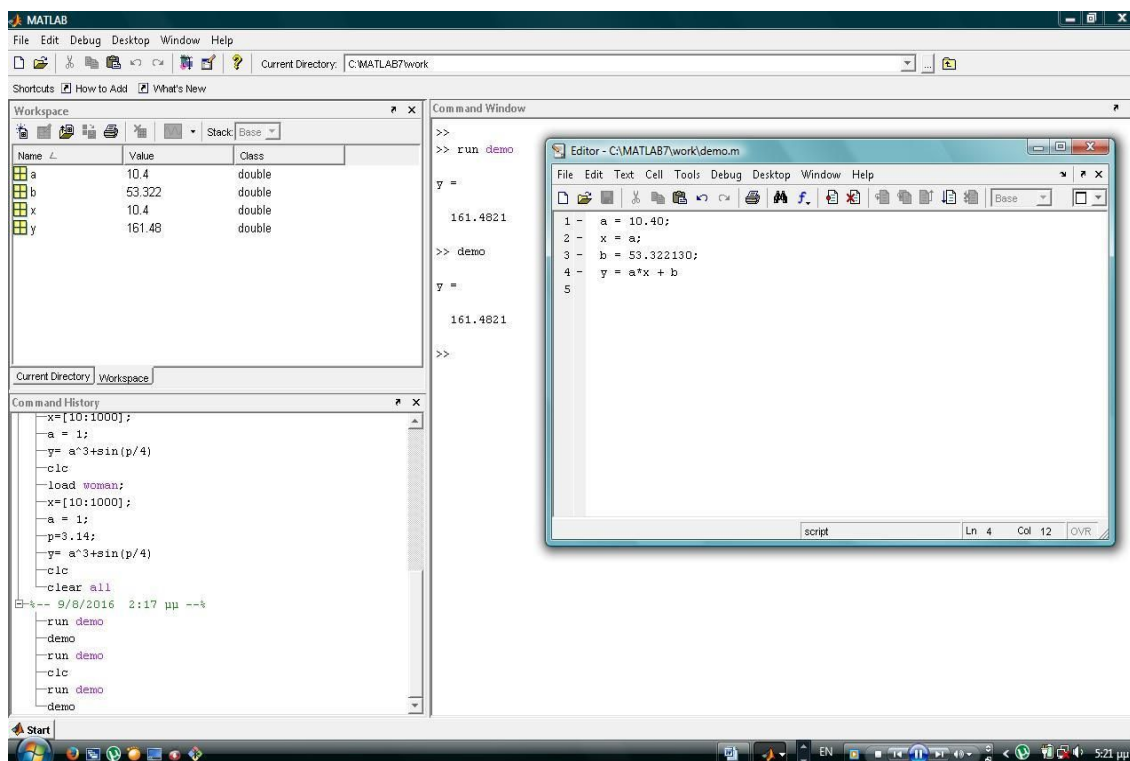 MATLAB
File Edit Debug Desktop Window Help
Current Directory: C:\MATLAB7\work
Shortcuts How to Add What's New
Workspace
Stack: Base
Name Value Class
a 10.4 double
b 53.322 double
x 10.4 double
y 161.48 double
Current Directory Workspace
Command History
x=[10:1000];
a = 1;
y= a^3+sin(p/4)
clc
load woman;
x=[10:1000];
a = 1;
p=3.14;
y= a^3+sin(p/4)
clc
clear all
%-- 9/8/2016 2:17 μμ --%
run demo
demo
run demo
clc
run demo
demo
Command Window
>>
>> run demo
y =
161.4821
>> demo
y =
161.4821
>>
Editor - C:\MATLAB7\work\demo.m
File Edit Text Cell Tools Debug Desktop Window Help
Base
1 - a = 10.40;
2 - x = a;
3 - b = 53.322130;
4 - y = a*x + b
5
script Ln 4 Col 12 OVR
Start
EN 5:21 μμ